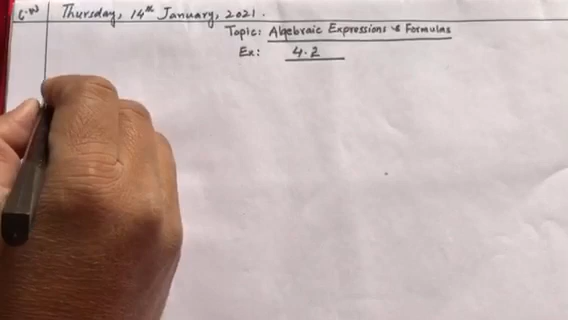 C.W Thursday, 14th January, 2021.
Topic: Algebraic Expressions & Formulas
Ex: 4.2